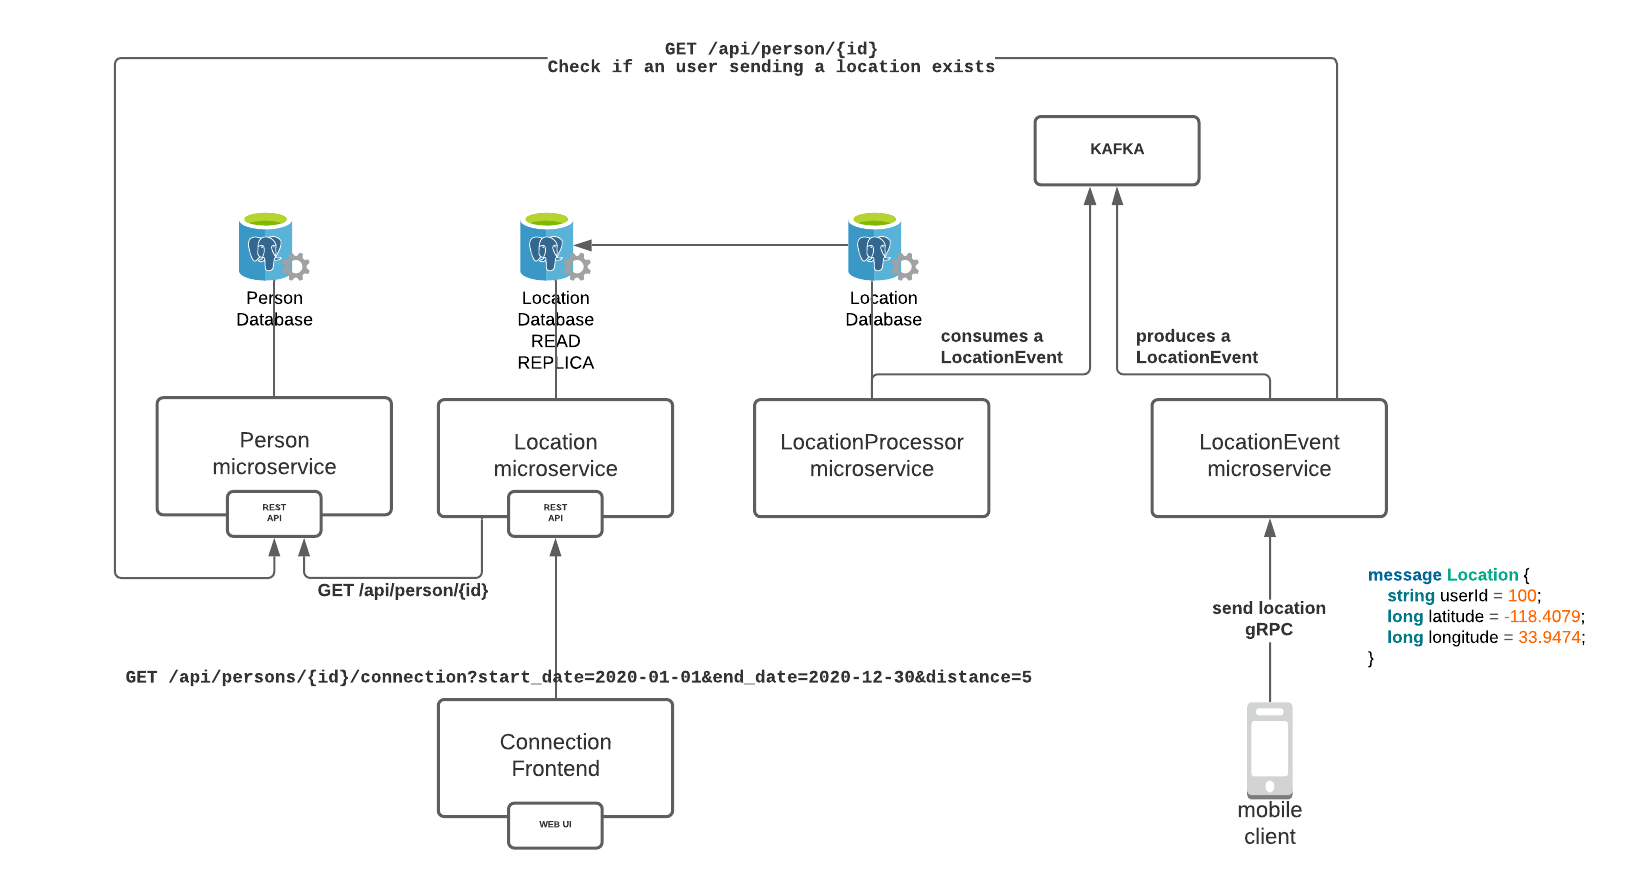 GET /api/person/{id}
Check if an user sending a location exists
KAFKA
Person
Database
Location
Database
READ
REPLICA
Location
Database
consumes a
LocationEvent
produces a
LocationEvent
Person
microservice
REST
API
Location
microservice
REST
API
LocationProcessor
microservice
LocationEvent
microservice
GET /api/person/{id}
message Location {
string userId = 100;
long latitude = -118.4079;
long longitude = 33.9474;
}
send location
gRPC
GET /api/persons/{id}/connection?start_date=2020-01-01&end_date=2020-12-30&distance=5
Connection
Frontend
WEB UI
mobile
client